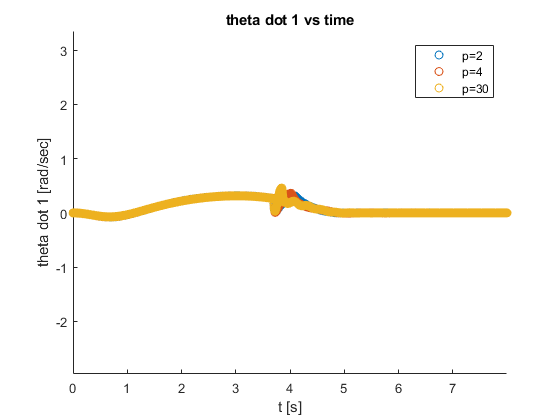 theta dot 1 vs time
p=2
p=4
p=30
theta dot 1 [rad/sec]
3
2
1
0
-1
-2
0 1 2 3 4 5 6 7
t [s]